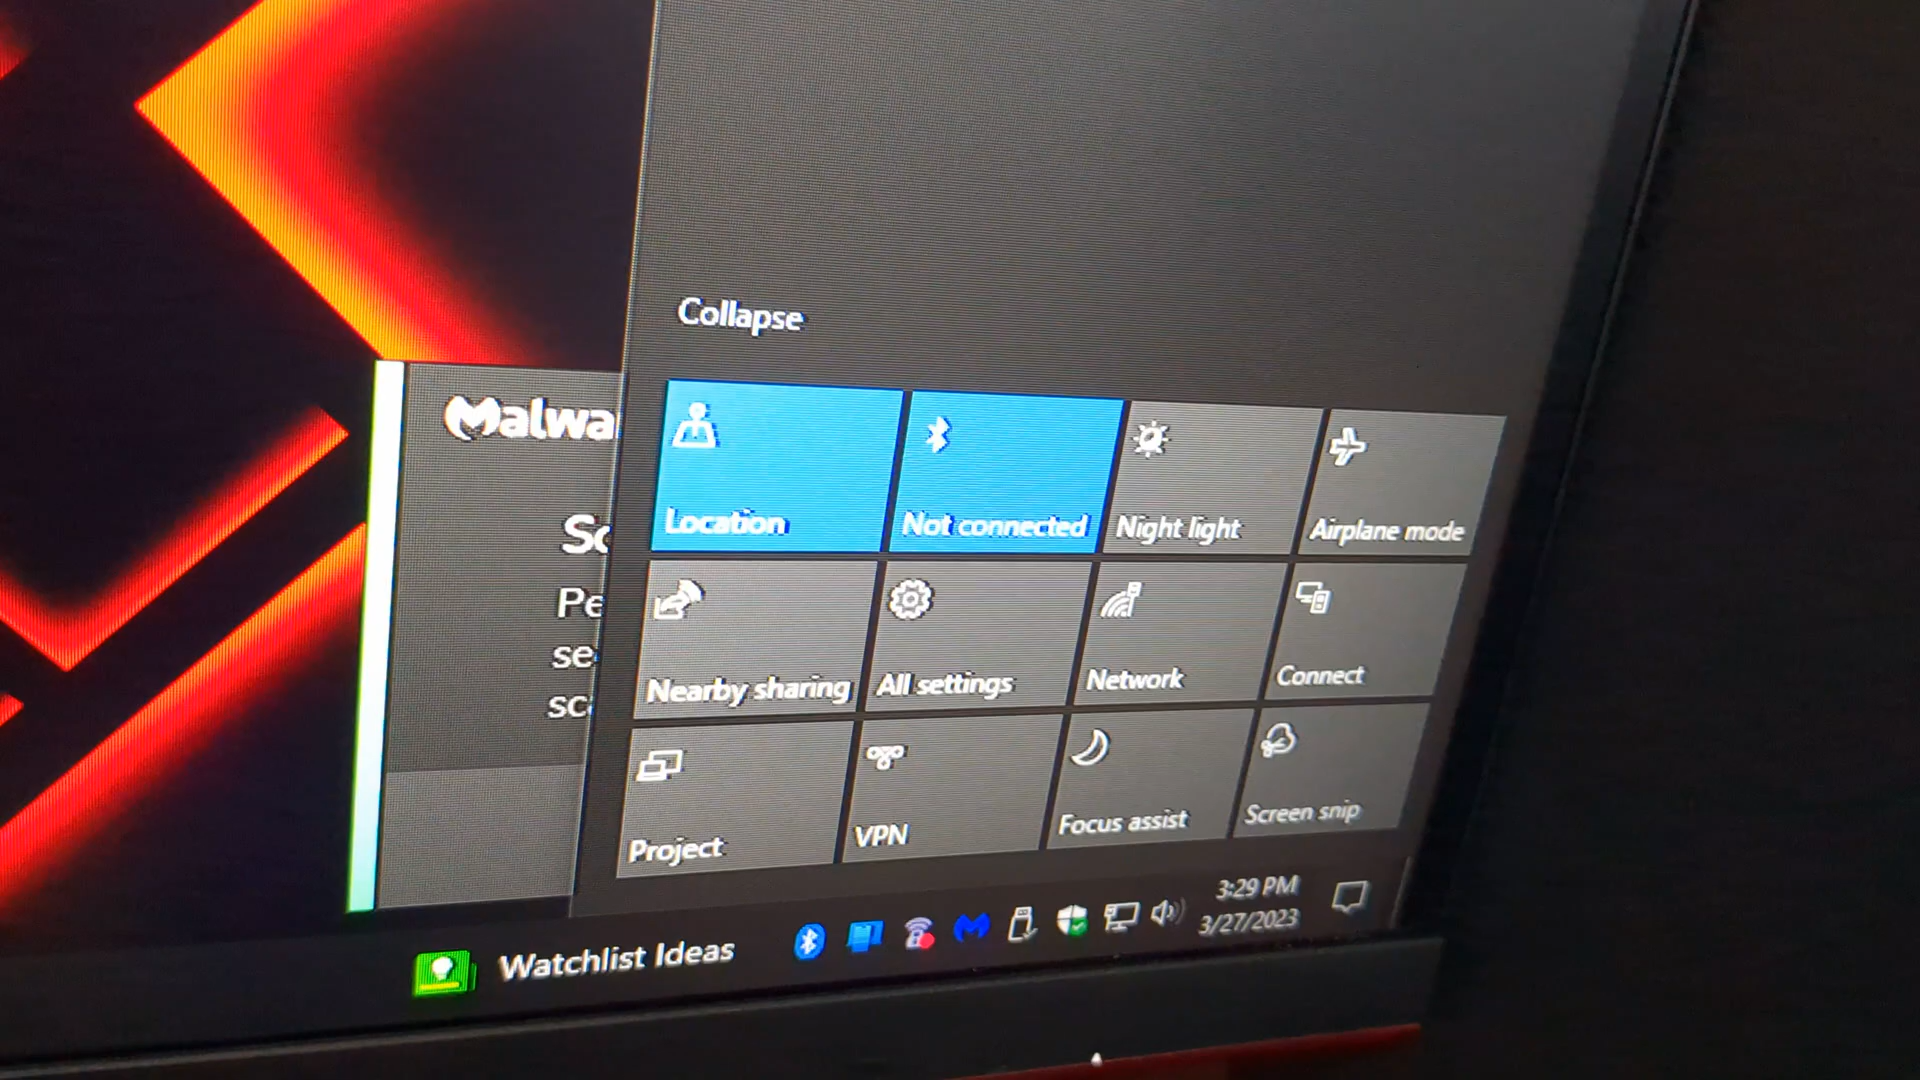 Collapse
Malwa
Location
Not connected
Night light
Airplane mode
Sc
Pe
se
sca
Nearby sharing
All settings
Network
Connect
Project
VPN
Focus assist
Screen snip
Watchlist Ideas
3:29 PM
3/27/2023